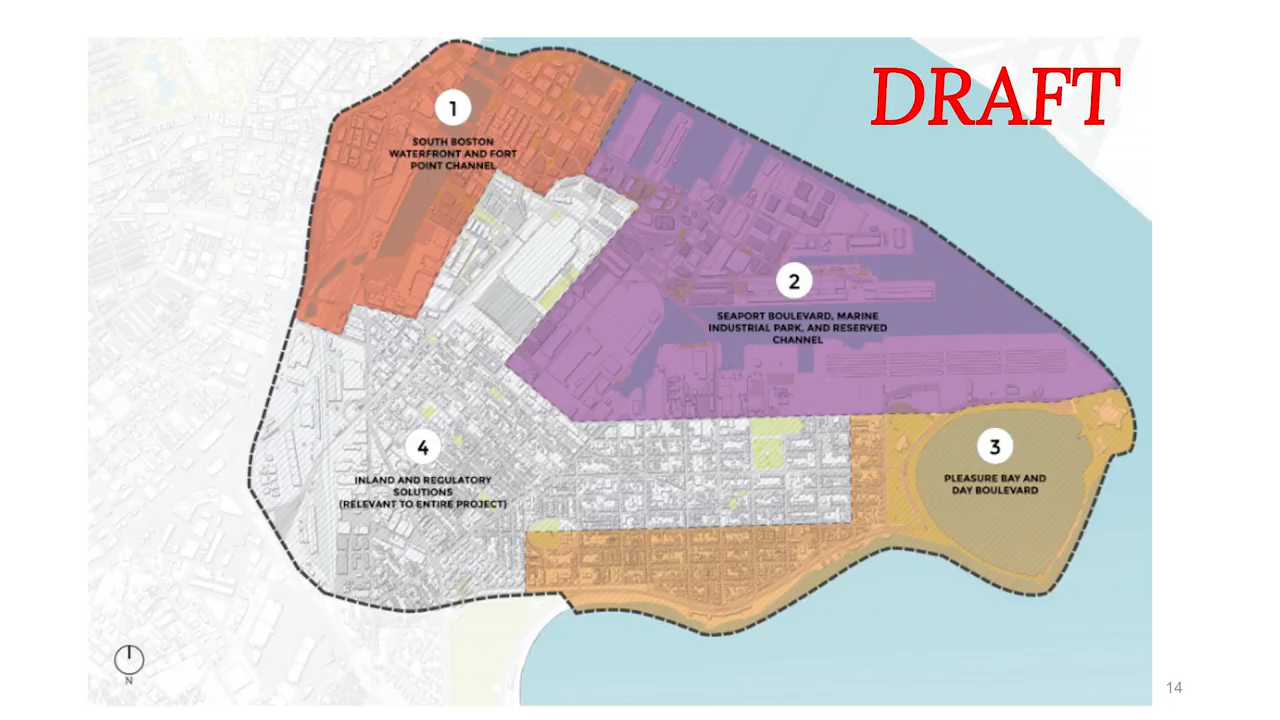 DRAFT
1
SOUTH BOSTON
WATERFRONT AND FORT
POINT CHANNEL
2
SEAPORT BOULEVARD, MARINE
INDUSTRIAL PARK, AND RESERVED
CHANNEL
3
PLEASURE BAY AND
DAY BOULEVARD
4
INLAND AND REGULATORY
SOLUTIONS
(RELEVANT TO ENTIRE PROJECT)
N
14